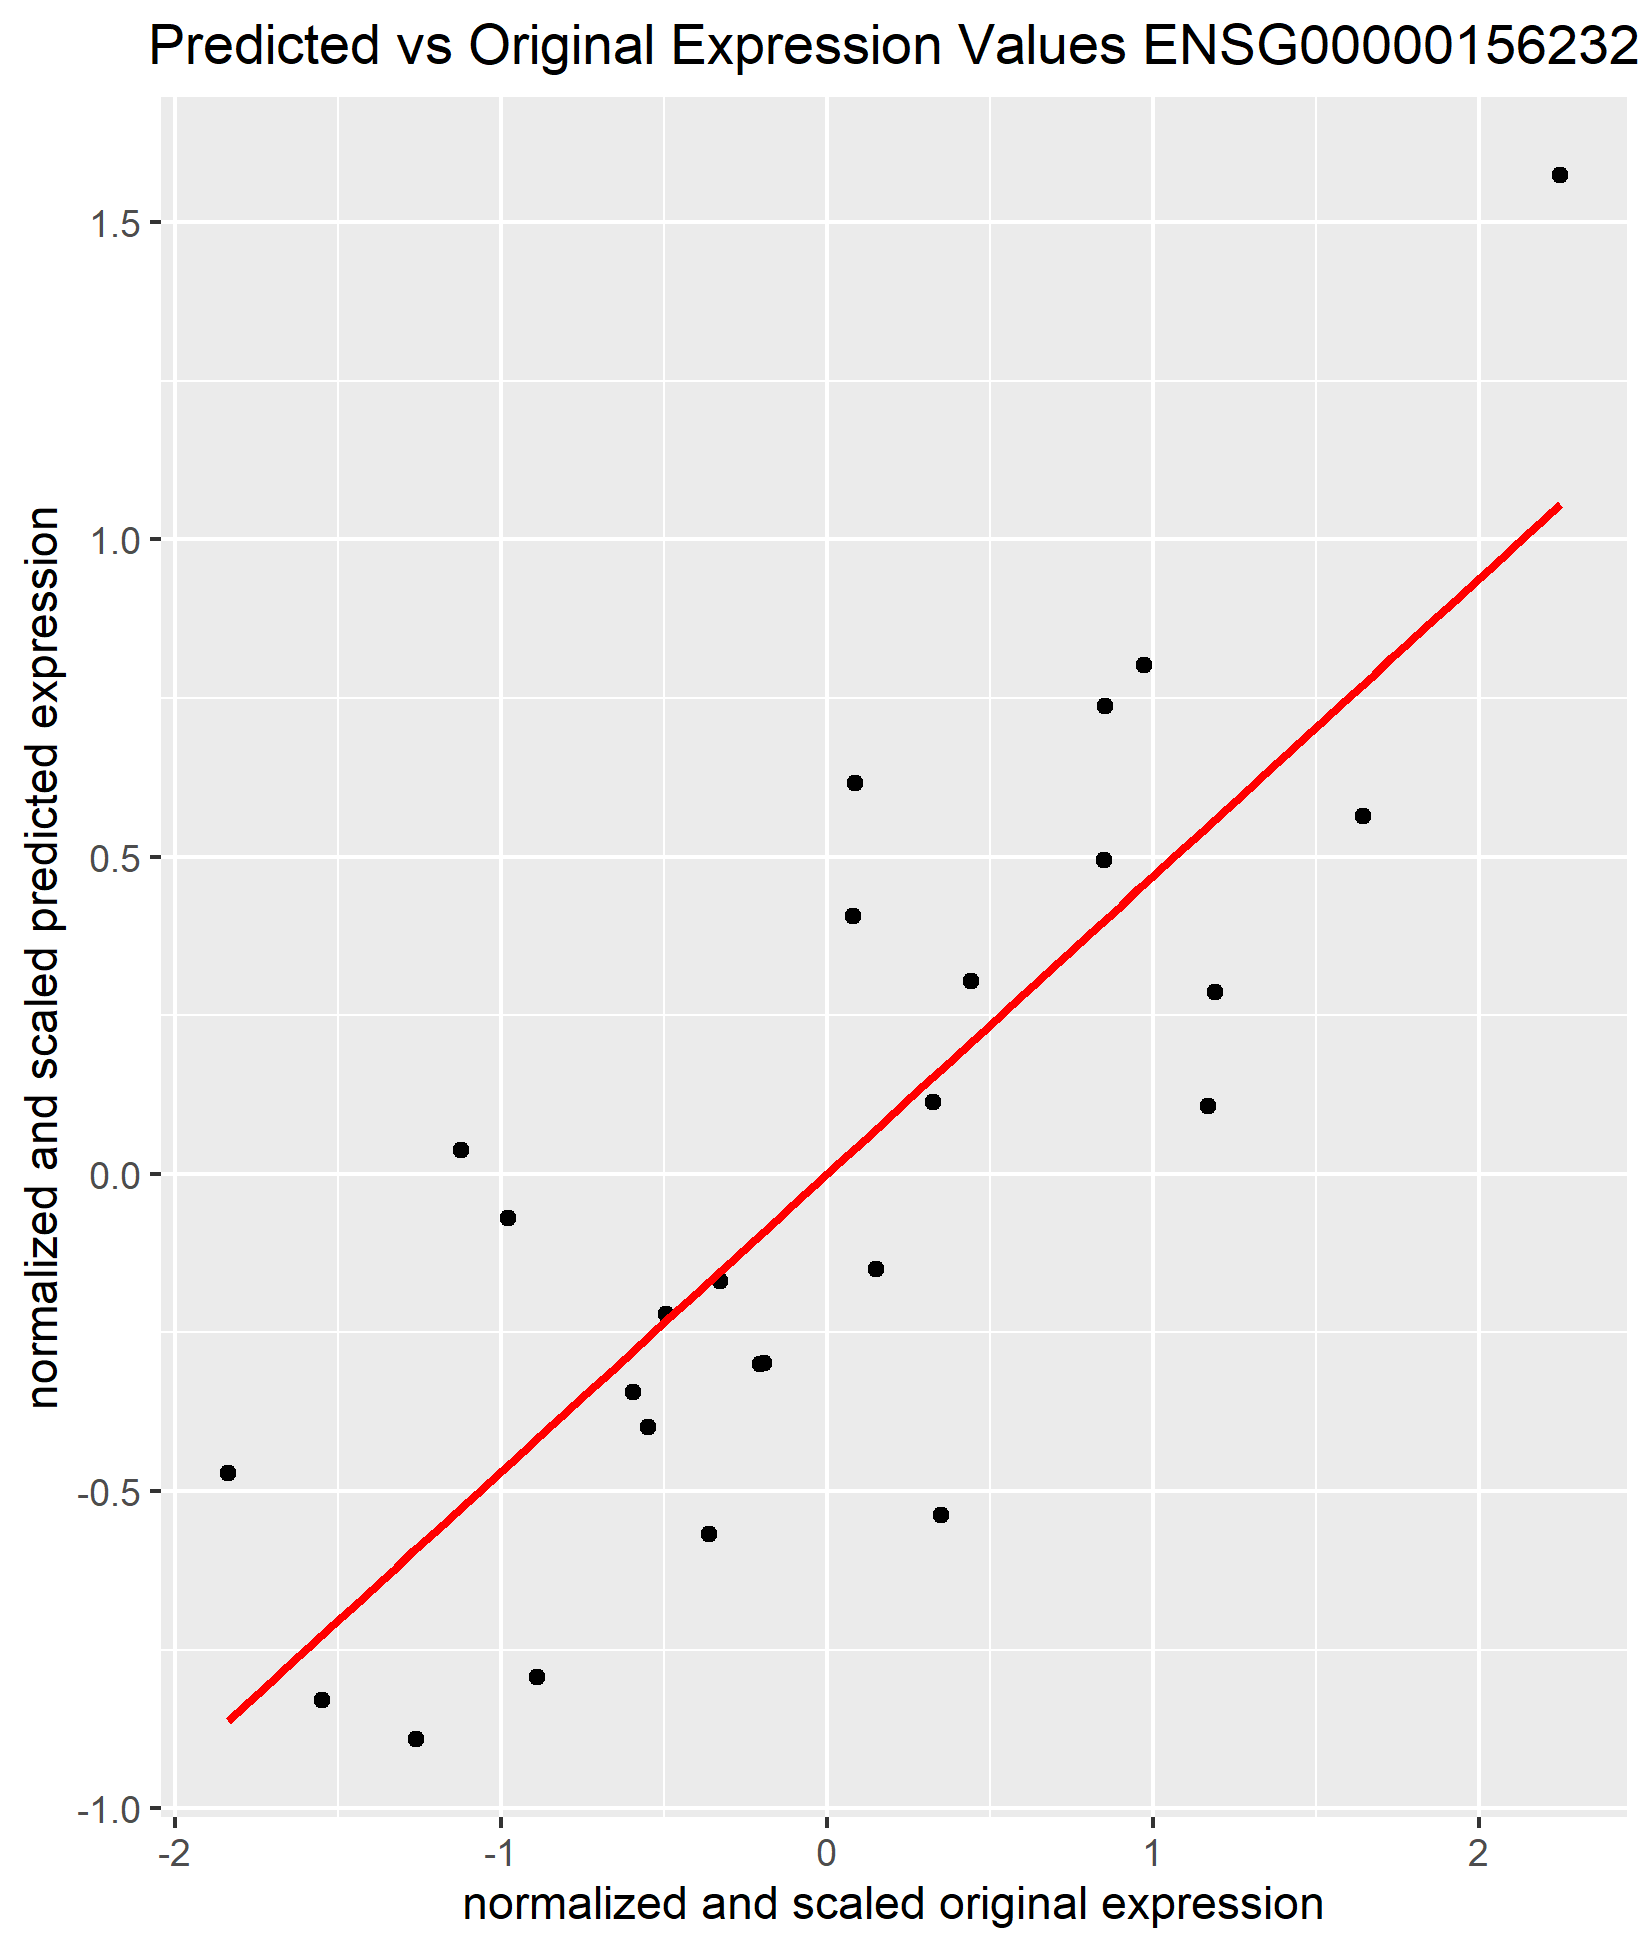 Predicted vs Original Expression Values ENSG00000156232
normalized and scaled predicted expression
1.5
1.0
0.5
0.0
-0.5
-1.0
-2 -1 0 1 2
normalized and scaled original expression